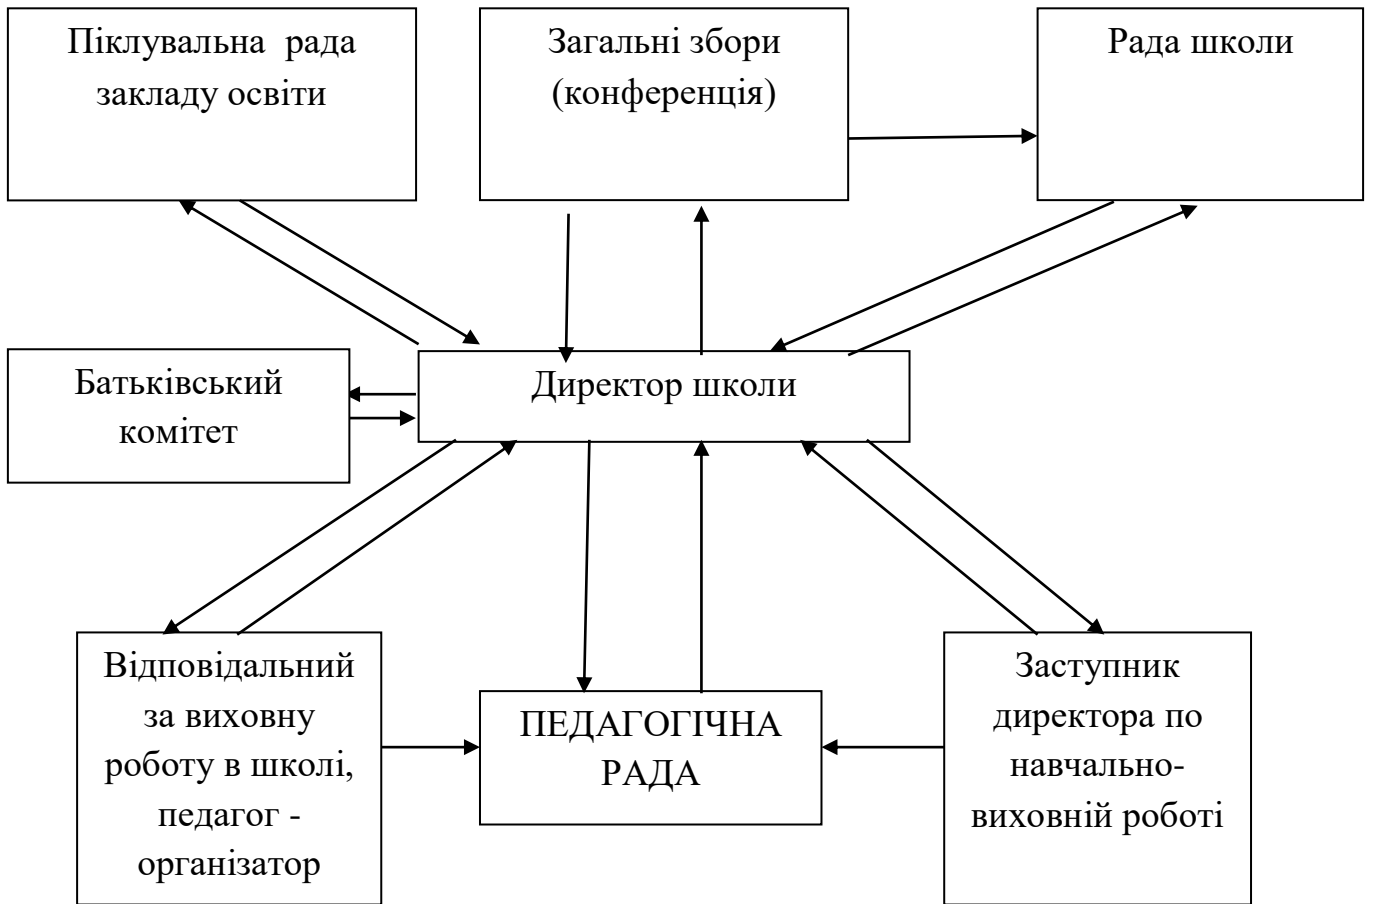 Піклувальна рада
закладу освіти
Загальні збори
(конференція)
Рада школи
Батьківський
комітет
Директор школи
Відповідальний
за виховну
роботу в школі,
педагог -
організатор
ПЕДАГОГІЧНА
РАДА
Заступник
директора по
навчально-
виховній роботі